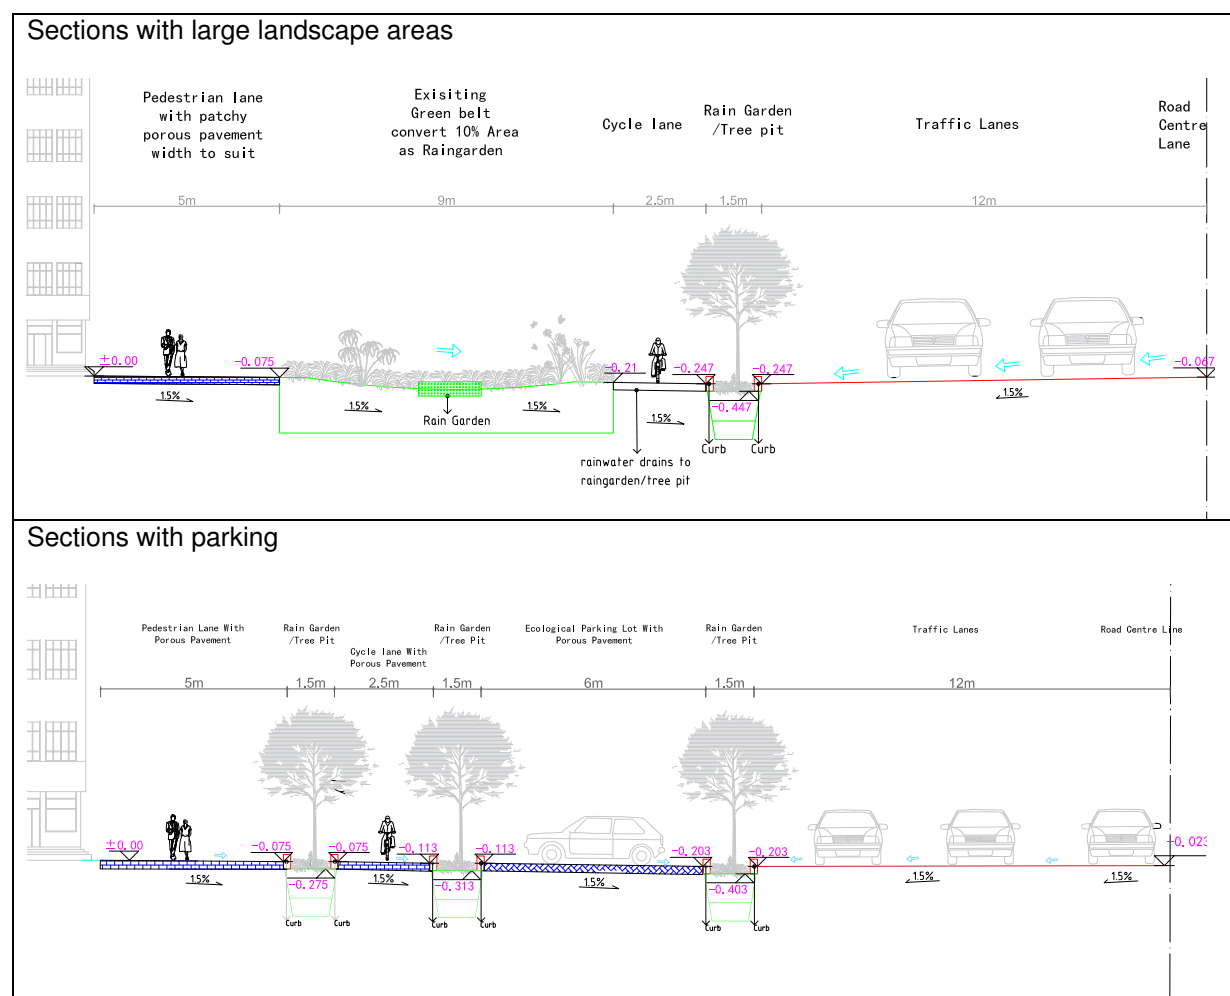 Sections with large landscape areas
Pedestrian lane
with patchy
porous pavement
width to suit
Exisiting
Green belt
convert 10% Area
as Raingarden
Cycle lane
Rain Garden
/Tree pit
Traffic Lanes
Road
Centre
Lane
5m
9m
2.5m
1.5m
12m
±0.00
-0.075
-0.21
-0.247
-0.247
-0.067
-0.447
1.5%
1.5%
1.5%
1.5%
1.5%
Rain Garden
Curb
Curb
rainwater drains to
raingarden/tree pit
Sections with parking
Pedestrian Lane With
Porous Pavement
Rain Garden
/Tree Pit
Cycle lane With
Porous Pavement
Rain Garden
/Tree Pit
Ecological Parking Lot With
Porous Pavement
Rain Garden
/Tree Pit
Traffic Lanes
Road Centre Line
5m
1.5m
2.5m
1.5m
6m
1.5m
12m
±0.00
-0.075
-0.075
-0.113
-0.113
-0.203
-0.203
-0.023
-0.275
-0.313
-0.403
1.5%
1.5%
1.5%
1.5%
1.5%
Curb
Curb
Curb
Curb
Curb
Curb